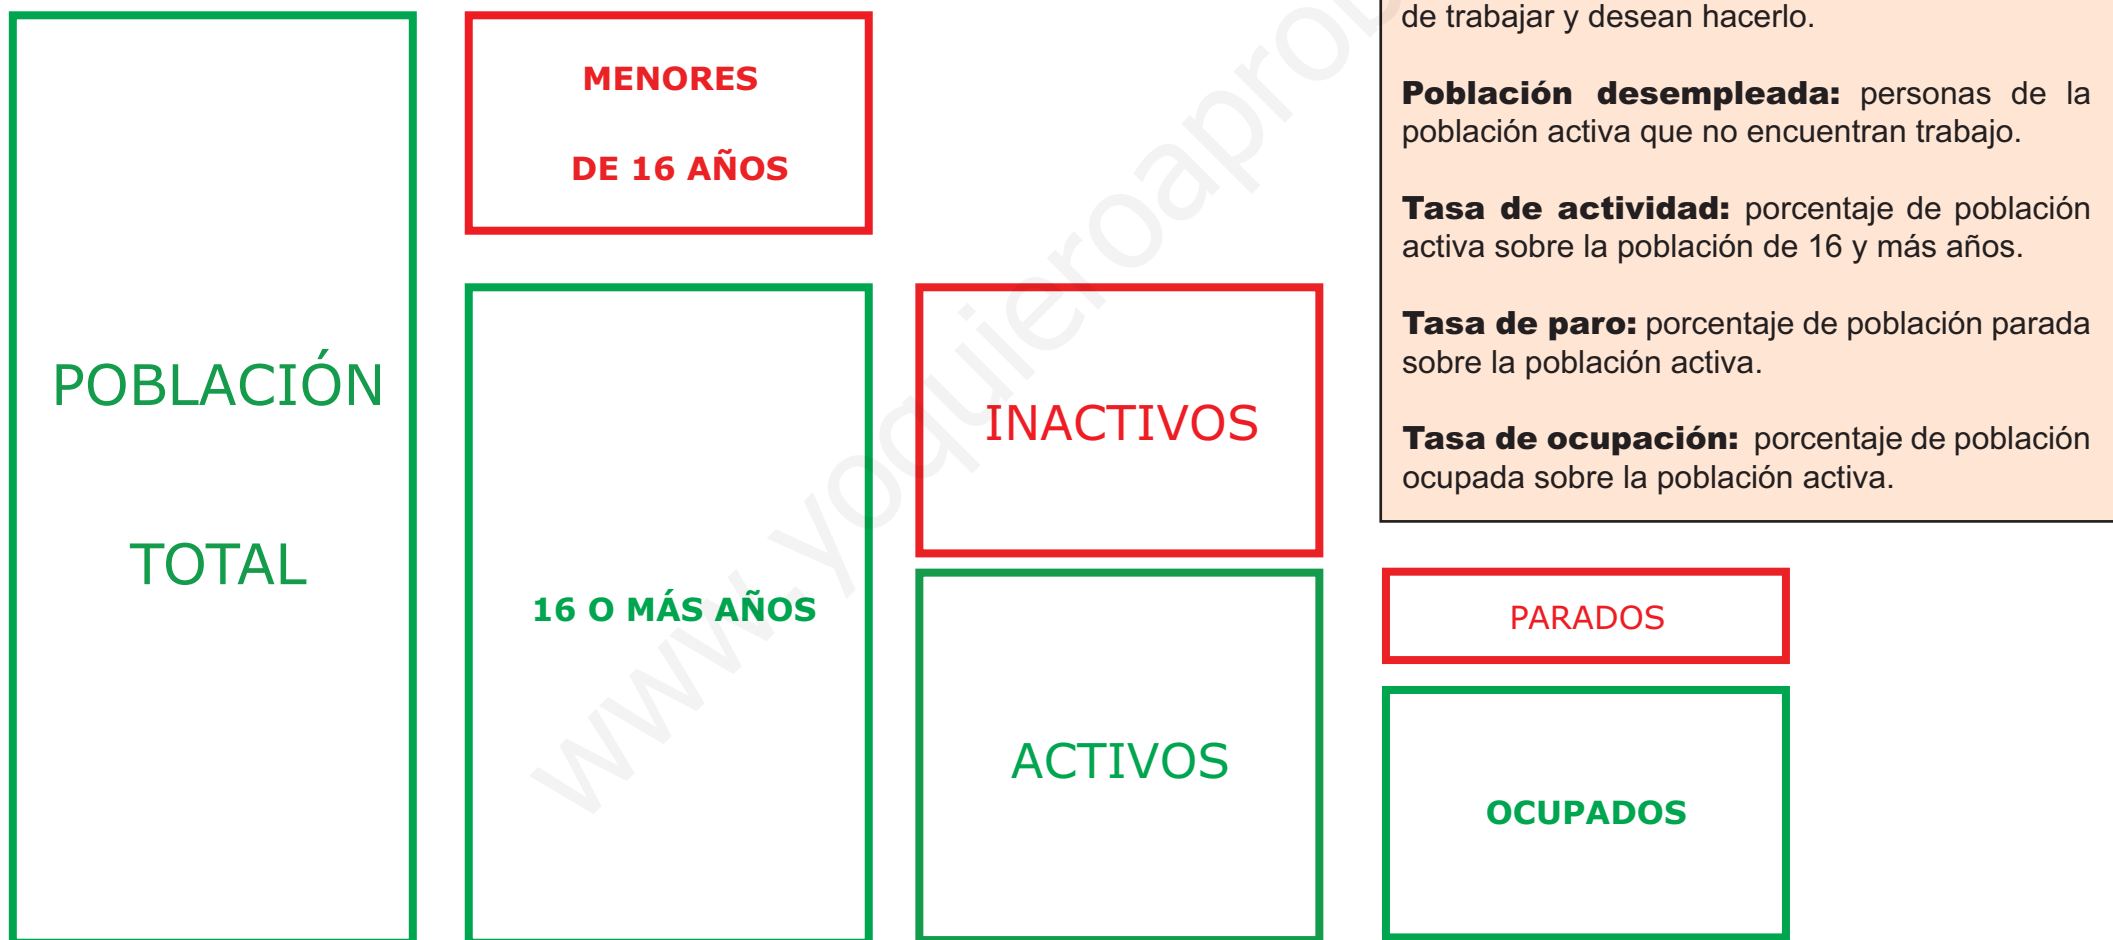 POBLACIÓN
TOTAL
MENORES
DE 16 AÑOS
16 O MÁS AÑOS
INACTIVOS
ACTIVOS
de trabajar y desean hacerlo.
Población desempleada: personas de la
población activa que no encuentran trabajo.
Tasa de actividad: porcentaje de población
activa sobre la población de 16 y más años.
Tasa de paro: porcentaje de población parada
sobre la población activa.
Tasa de ocupación: porcentaje de población
ocupada sobre la población activa.
PARADOS
OCUPADOS